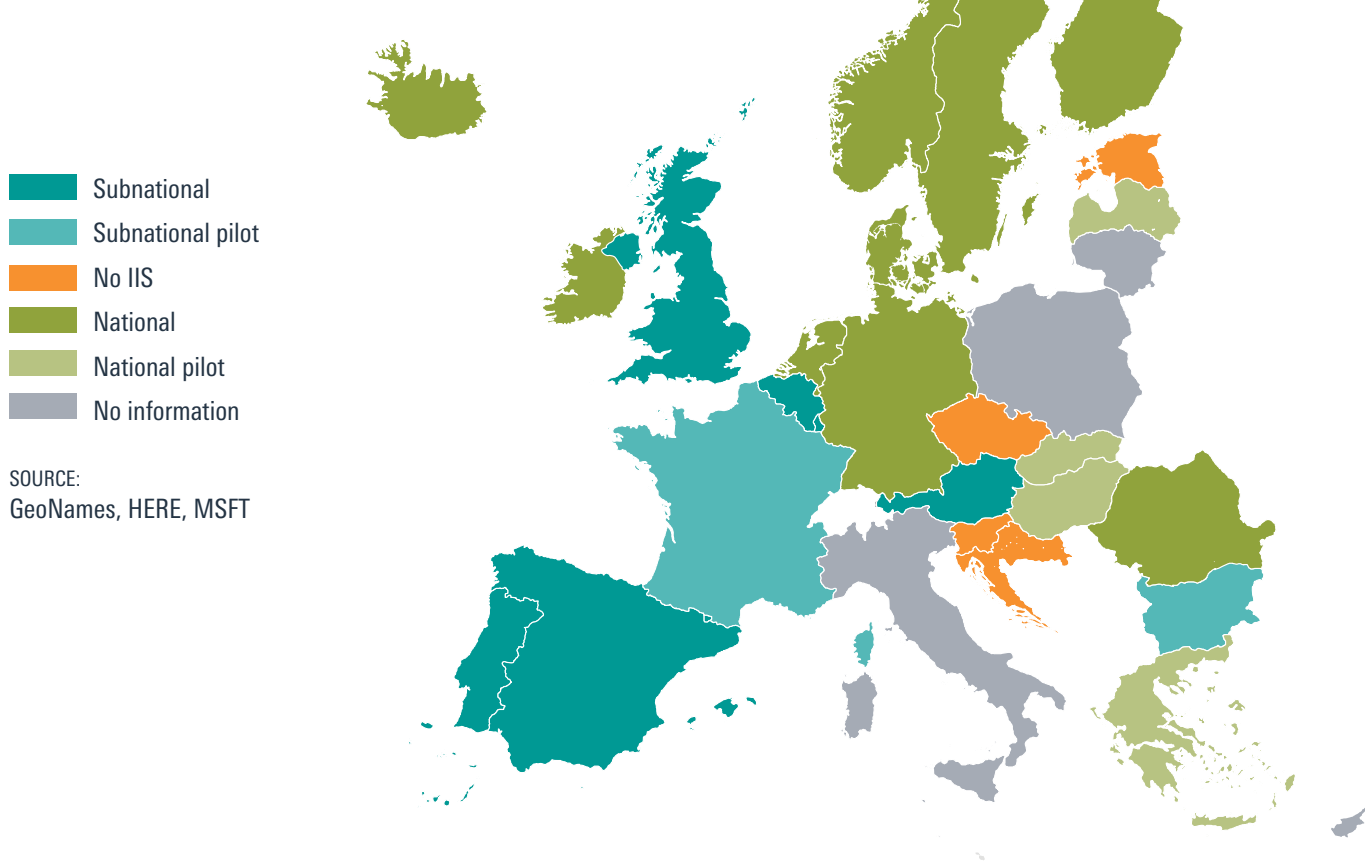 Subnational
Subnational pilot
No IIS
National
National pilot
No information
SOURCE:
GeoNames, HERE, MSFT